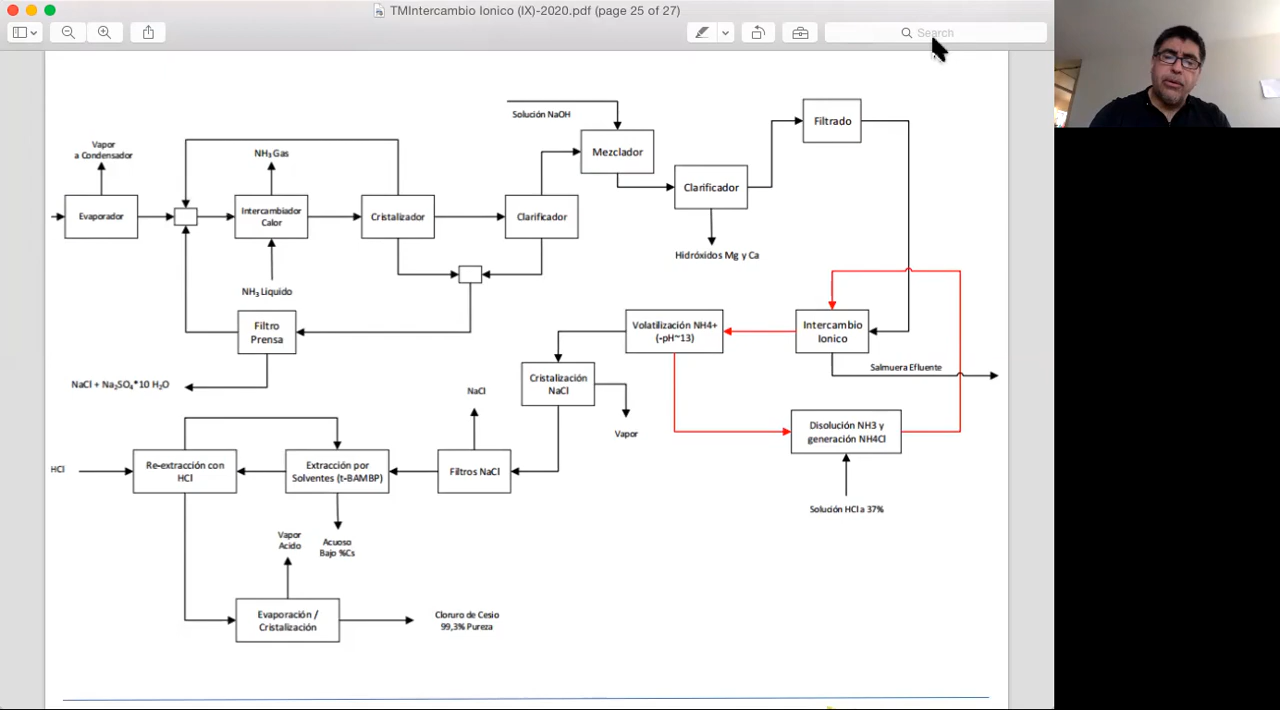 TMIntercambio Ionico (IX)-2020.pdf (page 25 of 27)
Search
Solución NaOH
Filtrado
Vapor
a Condensador
NH₃ Gas
Mezclador
Clarificador
Evaporador
Intercambiador
Calor
Cristalizador
Clarificador
Hidróxidos Mg y Ca
NH₃ Liquido
Filtro
Prensa
Volatilización NH4+
(-pH~13)
Intercambio
Ionico
Salmuera Efluente
NaCl + Na₂SO₄*10 H₂O
NaCl
Cristalización
NaCl
Vapor
Disolución NH3 y
generación NH4Cl
HCl
Re-extracción con
HCl
Extracción por
Solventes (t-BAMBP)
Filtros NaCl
Solución HCl a 37%
Vapor
Acido
Acuoso
Bajo %Cs
Evaporación /
Cristalización
Cloruro de Cesio
99,3% Pureza